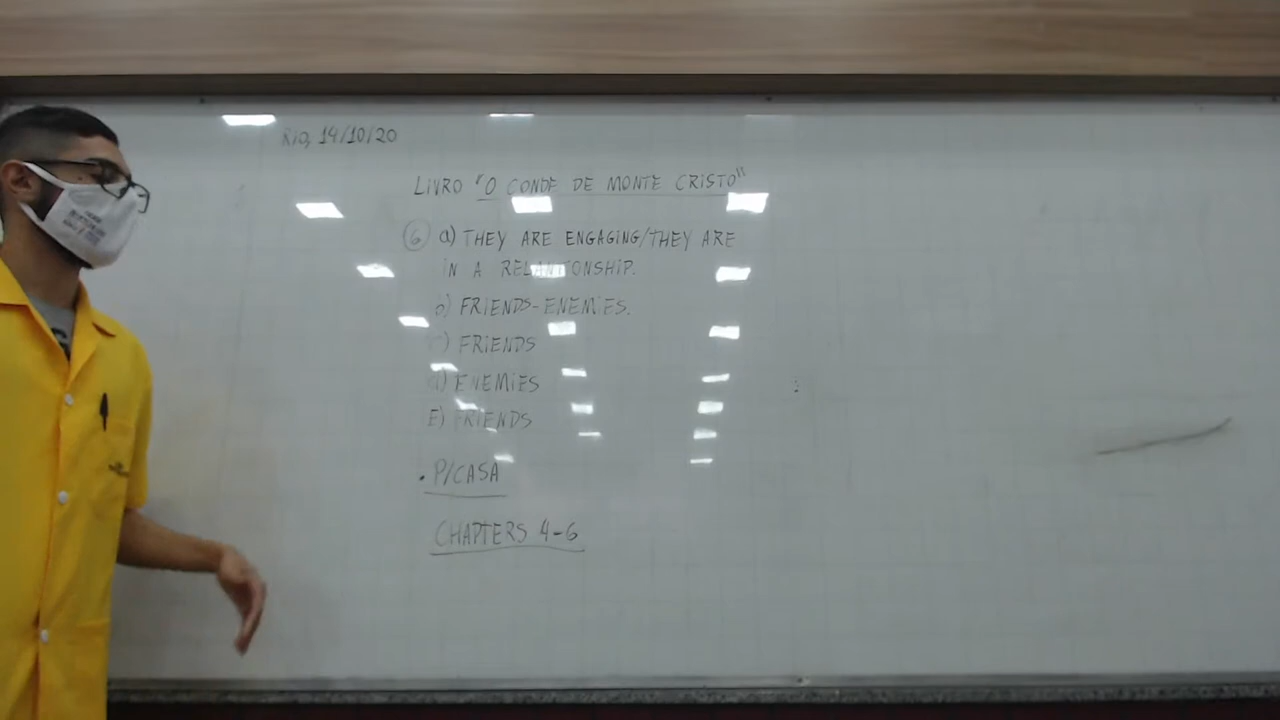 RIO, 14/10/20
LIVRO "O CONDE DE MONTE CRISTO"
6 a) THEY ARE ENGAGING/THEY ARE
IN A RELANTIONSHIP.
b) FRIENDS-ENEMIES.
c) FRIENDS
d) ENEMIES
E) FRIENDS
. P/CASA
CHAPTERS 4-6